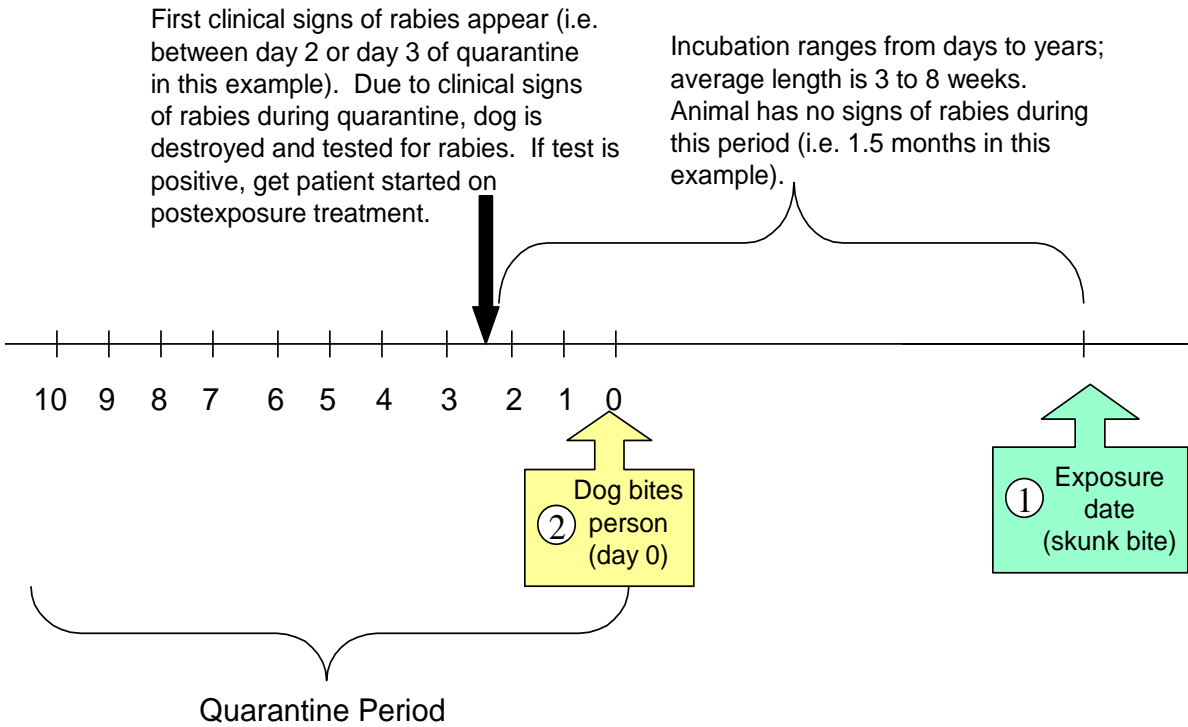 First clinical signs of rabies appear (i.e.
between day 2 or day 3 of quarantine
in this example).  Due to clinical signs
of rabies during quarantine, dog is
destroyed and tested for rabies.  If test is
positive, get patient started on
postexposure treatment.
Incubation ranges from days to years;
average length is 3 to 8 weeks.
Animal has no signs of rabies during
this period (i.e. 1.5 months in this
example).
10 9 8 7 6 5 4 3 2 1 0
2
Dog bites
person
(day 0)
1
Exposure
date
(skunk bite)
Quarantine Period